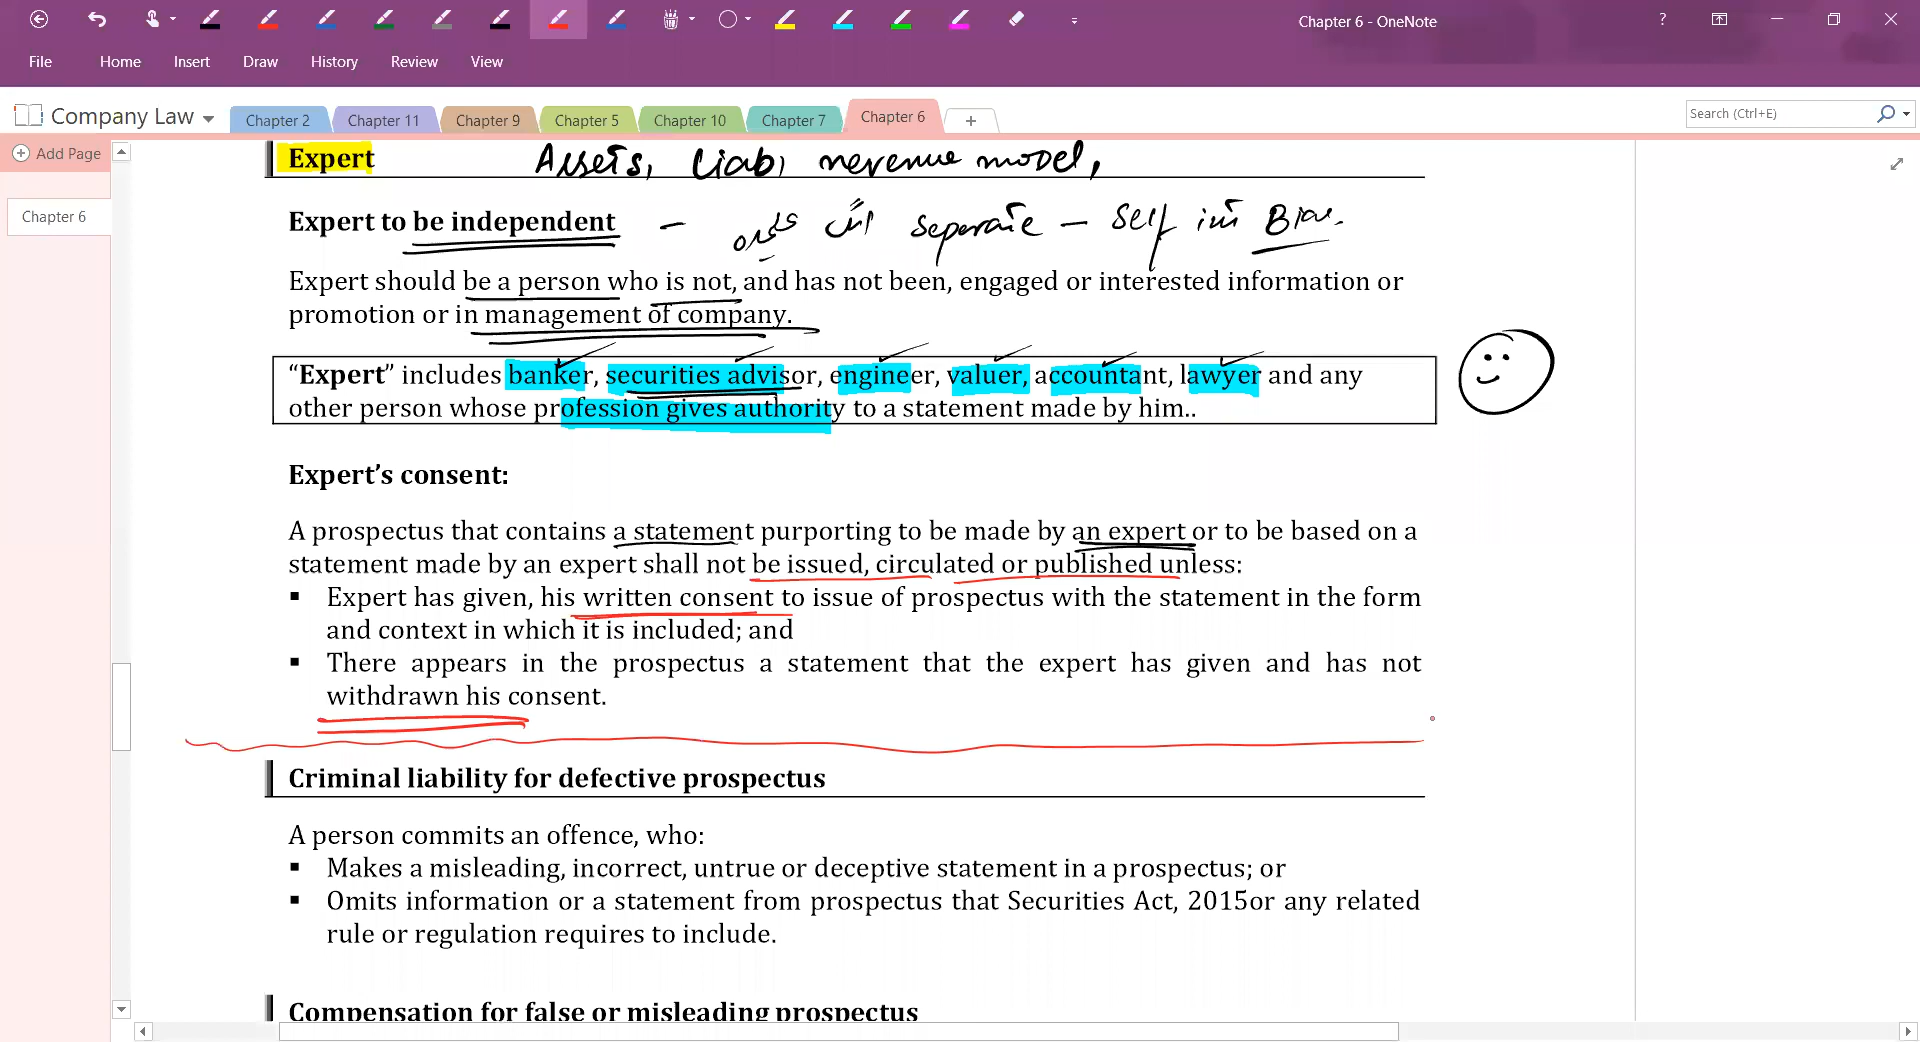 Chapter 6 - OneNote
?
File Home Insert Draw History Review View
Company Law
Chapter 2
Chapter 11
Chapter 9
Chapter 5
Chapter 10
Chapter 7
Chapter 6
Search (Ctrl+E)
Add Page
Chapter 6
Expert Assets, Liab, revenue model,
Expert to be independent – separate – Self int Bias.
Expert should be a person who is not, and has not been, engaged or interested information or
promotion or in management of company.
“Expert” includes banker, securities advisor, engineer, valuer, accountant, lawyer and any
other person whose profession gives authority to a statement made by him..
Expert’s consent:
A prospectus that contains a statement purporting to be made by an expert or to be based on a
statement made by an expert shall not be issued, circulated or published unless:
▪ Expert has given, his written consent to issue of prospectus with the statement in the form
and context in which it is included; and
▪ There appears in the prospectus a statement that the expert has given and has not
withdrawn his consent.
Criminal liability for defective prospectus
A person commits an offence, who:
▪ Makes a misleading, incorrect, untrue or deceptive statement in a prospectus; or
▪ Omits information or a statement from prospectus that Securities Act, 2015or any related
rule or regulation requires to include.
Compensation for false or misleading prospectus